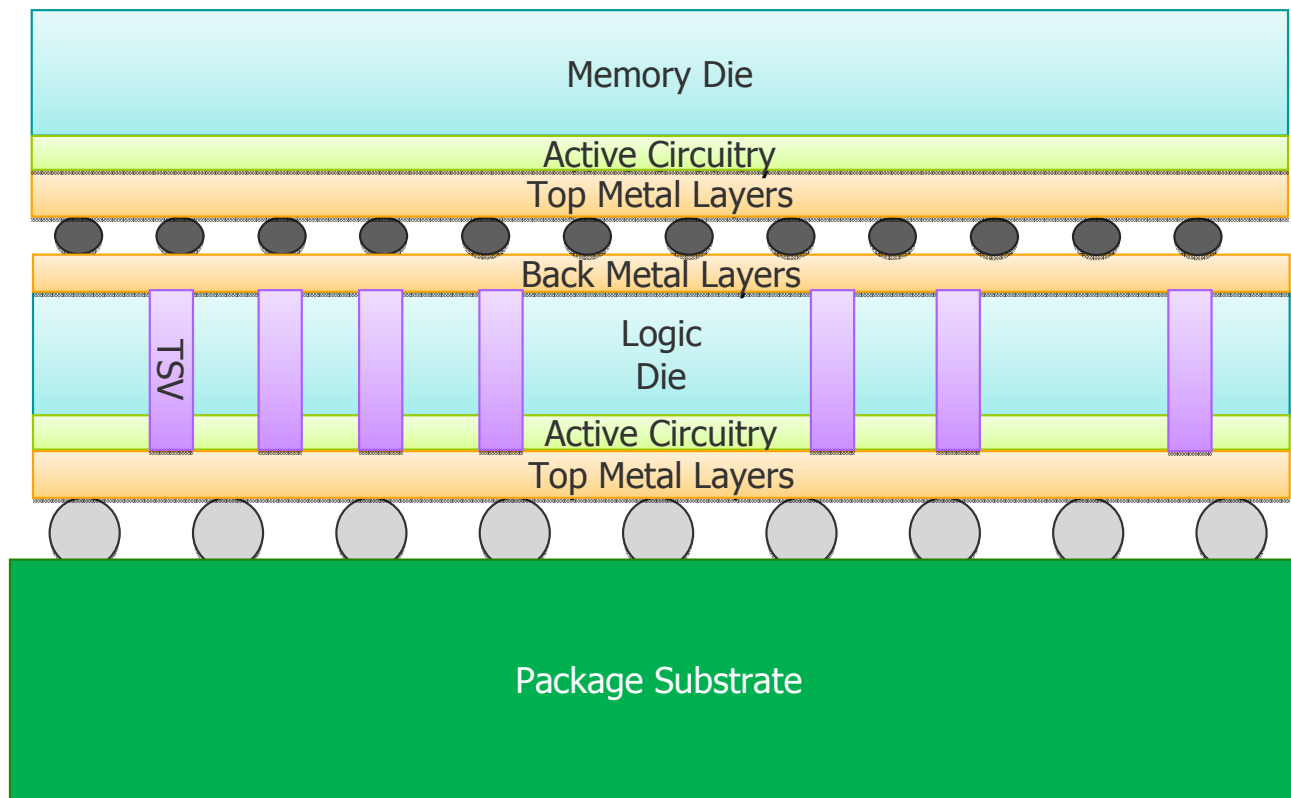 Memory Die
Active Circuitry
Top Metal Layers
Back Metal Layers
TSV
Logic
Die
Active Circuitry
Top Metal Layers
Package Substrate